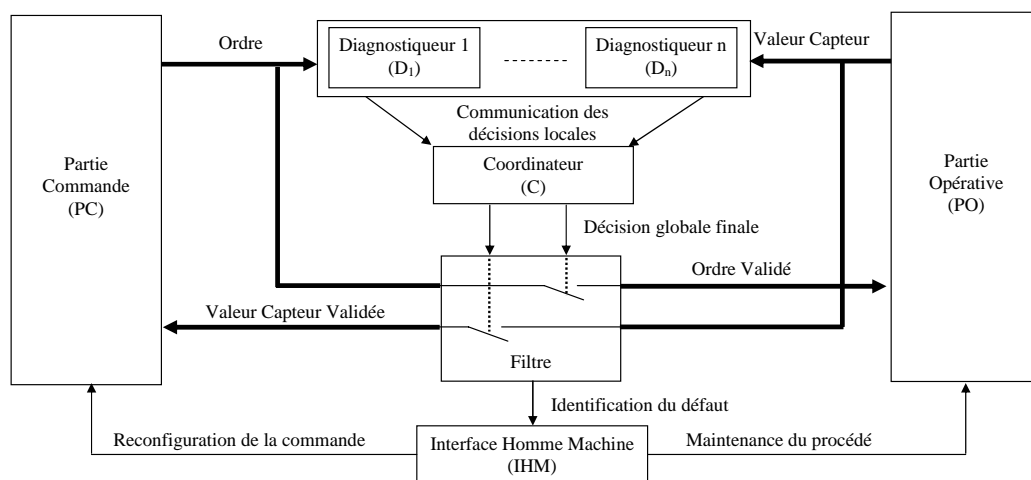 Ordre
Diagnostiqueur 1
(D₁)
Diagnostiqueur n
(Dₙ)
Valeur Capteur
Communication des
décisions locales
Partie
Commande
(PC)
Coordinateur
(C)
Partie
Opérative
(PO)
Décision globale finale
Ordre Validé
Valeur Capteur Validée
Filtre
Identification du défaut
Reconfiguration de la commande
Interface Homme Machine
(IHM)
Maintenance du procédé